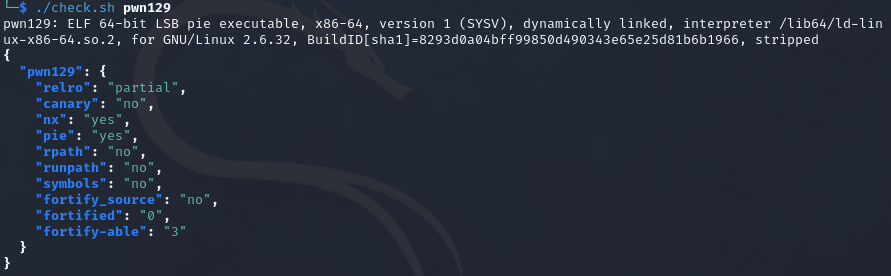 └─$ ./check.sh pwn129
pwn129: ELF 64-bit LSB pie executable, x86-64, version 1 (SYSV), dynamically linked, interpreter /lib64/ld-lin
ux-x86-64.so.2, for GNU/Linux 2.6.32, BuildID[sha1]=8293d0a04bff99850d490343e65e25d81b6b1966, stripped
{
  "pwn129": {
    "relro": "partial",
    "canary": "no",
    "nx": "yes",
    "pie": "yes",
    "rpath": "no",
    "runpath": "no",
    "symbols": "no",
    "fortify_source": "no",
    "fortified": "0",
    "fortify-able": "3"
  }
}